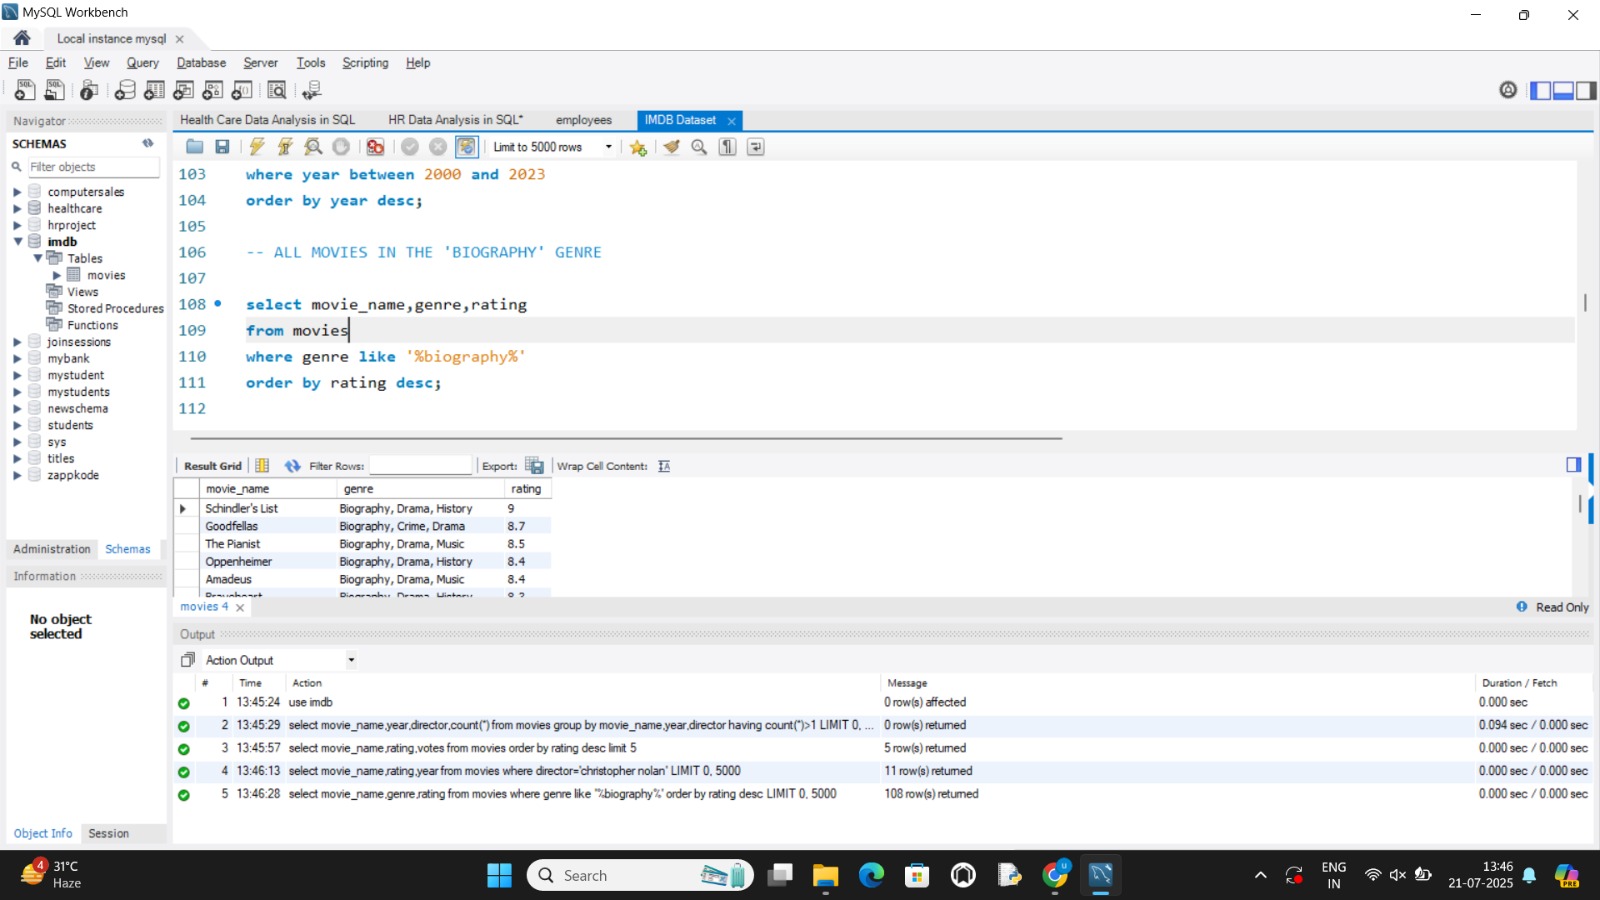 MySQL Workbench
Local instance mysql
File Edit View Query Database Server Tools Scripting Help
Navigator
SCHEMAS
Filter objects
computersales
healthcare
hrproject
imdb
Tables
movies
Views
Stored Procedures
Functions
joinsessions
mybank
mystudent
mystudents
newschema
students
sys
titles
zappkode
Administration Schemas
Information
No object
selected
Object Info Session
Health Care Data Analysis in SQL HR Data Analysis in SQL* employees IMDB Dataset
Limit to 5000 rows
103 where year between 2000 and 2023
104 order by year desc;
105
106 -- ALL MOVIES IN THE 'BIOGRAPHY' GENRE
107
108 select movie_name,genre,rating
109 from movies
110 where genre like '%biography%'
111 order by rating desc;
112
Result Grid Filter Rows: Export: Wrap Cell Content:
movie_name genre rating
Schindler's List Biography, Drama, History 9
Goodfellas Biography, Crime, Drama 8.7
The Pianist Biography, Drama, Music 8.5
Oppenheimer Biography, Drama, History 8.4
Amadeus Biography, Drama, Music 8.4
Braveheart Biography, Drama, History
movies 4 Read Only
Output
Action Output
# Time Action Message Duration / Fetch
1 13:45:24 use imdb 0 row(s) affected 0.000 sec
2 13:45:29 select movie_name,year,director,count(*) from movies group by movie_name,year,director having count(*)>1 LIMIT 0, ... 0 row(s) returned 0.094 sec / 0.000 sec
3 13:45:57 select movie_name,rating,votes from movies order by rating desc limit 5 5 row(s) returned 0.000 sec / 0.000 sec
4 13:46:13 select movie_name,rating,year from movies where director='christopher nolan' LIMIT 0, 5000 11 row(s) returned 0.000 sec / 0.000 sec
5 13:46:28 select movie_name,genre,rating from movies where genre like '%biography%' order by rating desc LIMIT 0, 5000 108 row(s) returned 0.000 sec / 0.000 sec
4 31°C
Haze
Search
ENG
IN
13:46
21-07-2025
PRE